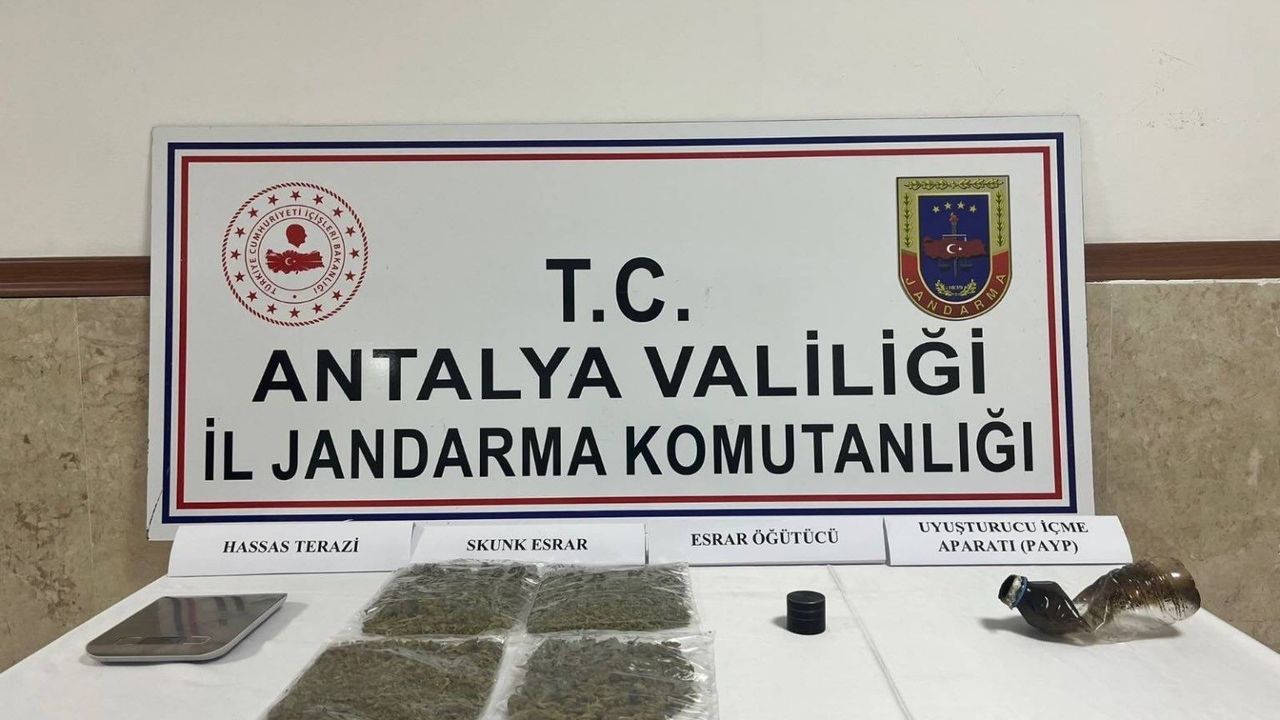 TÜRKİYE CUMHURİYETİ İÇİŞLERİ BAKANLIĞI
1839
JANDARMA
T.C.
ANTALYA VALİLİĞİ
İL JANDARMA KOMUTANLIĞI
HASSAS TERAZİ
SKUNK ESRAR
ESRAR ÖĞÜTÜCÜ
UYUŞTURUCU İÇME
APARATI (PAYP)